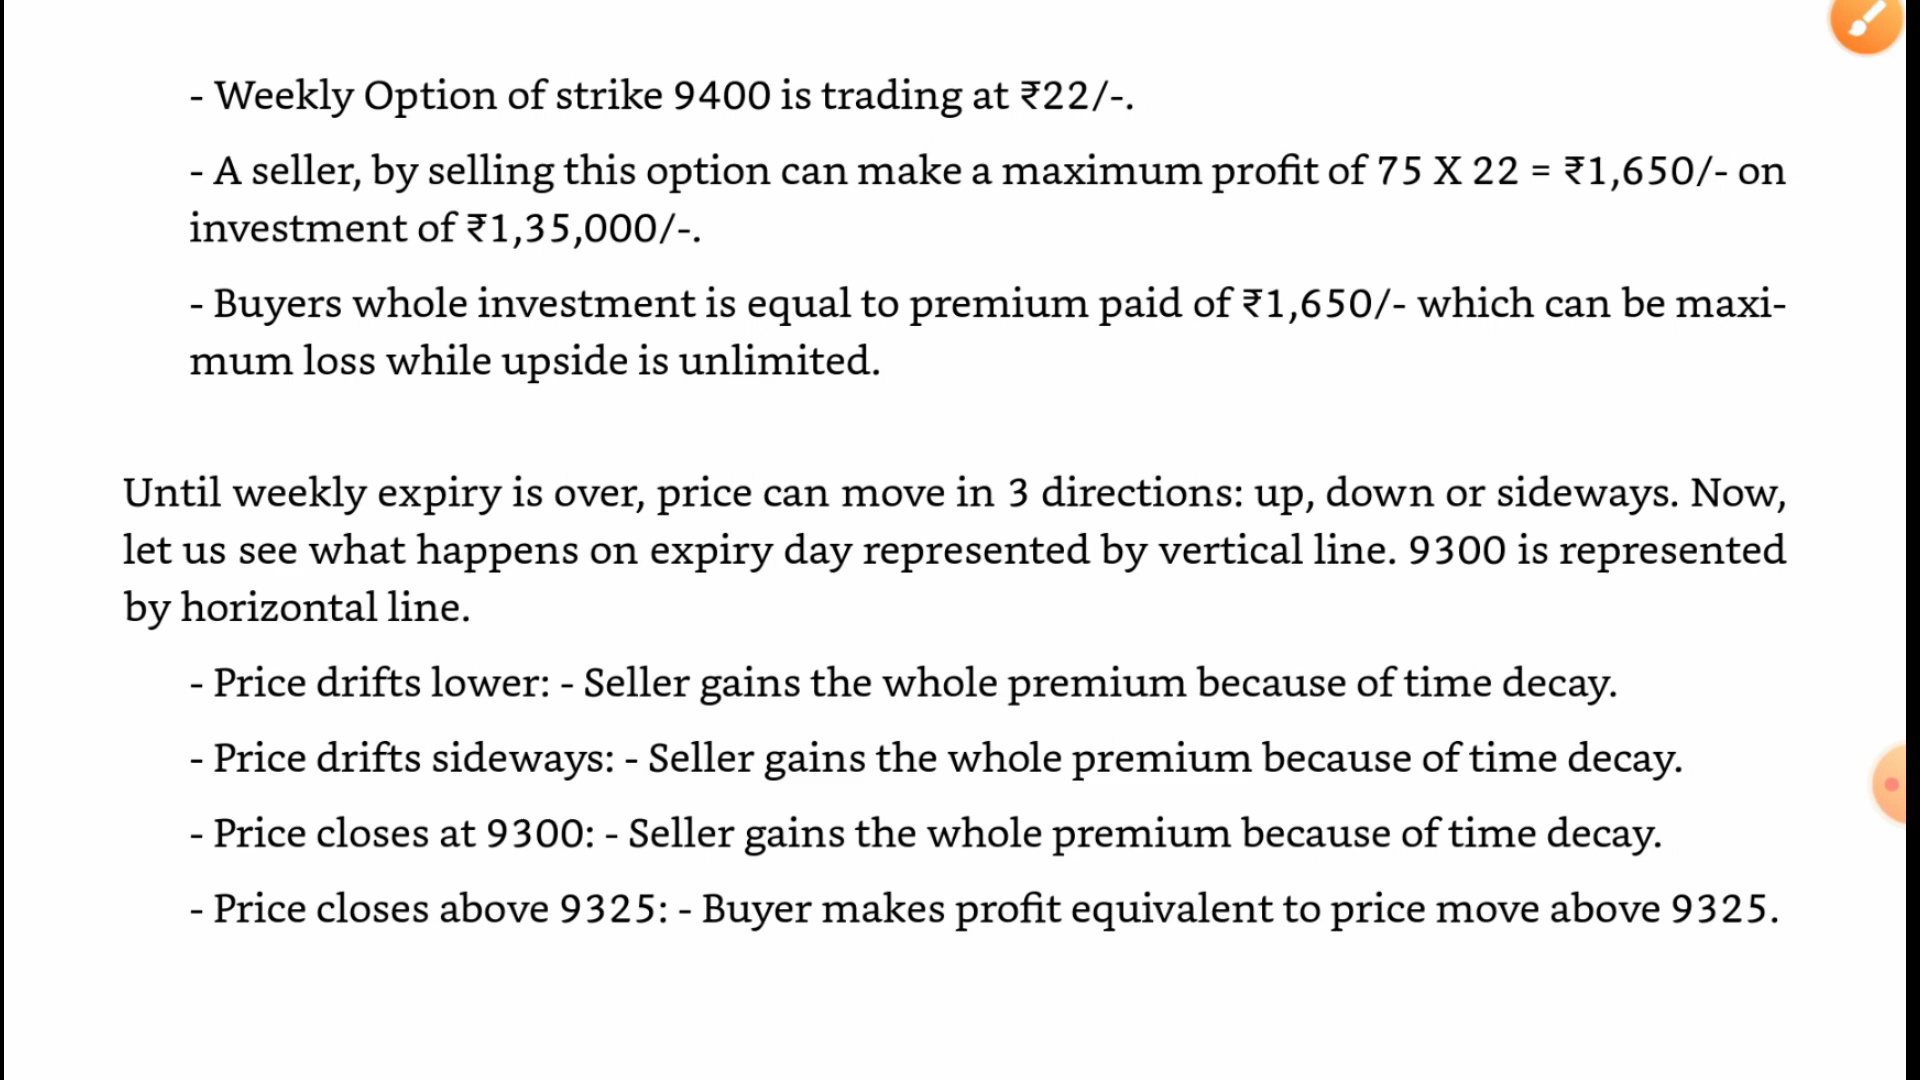 - Weekly Option of strike 9400 is trading at ₹22/-.
- A seller, by selling this option can make a maximum profit of 75 X 22 = ₹1,650/- on
investment of ₹1,35,000/-.
- Buyers whole investment is equal to premium paid of ₹1,650/- which can be maxi-
mum loss while upside is unlimited.
Until weekly expiry is over, price can move in 3 directions: up, down or sideways. Now,
let us see what happens on expiry day represented by vertical line. 9300 is represented
by horizontal line.
- Price drifts lower: - Seller gains the whole premium because of time decay.
- Price drifts sideways: - Seller gains the whole premium because of time decay.
- Price closes at 9300: - Seller gains the whole premium because of time decay.
- Price closes above 9325: - Buyer makes profit equivalent to price move above 9325.